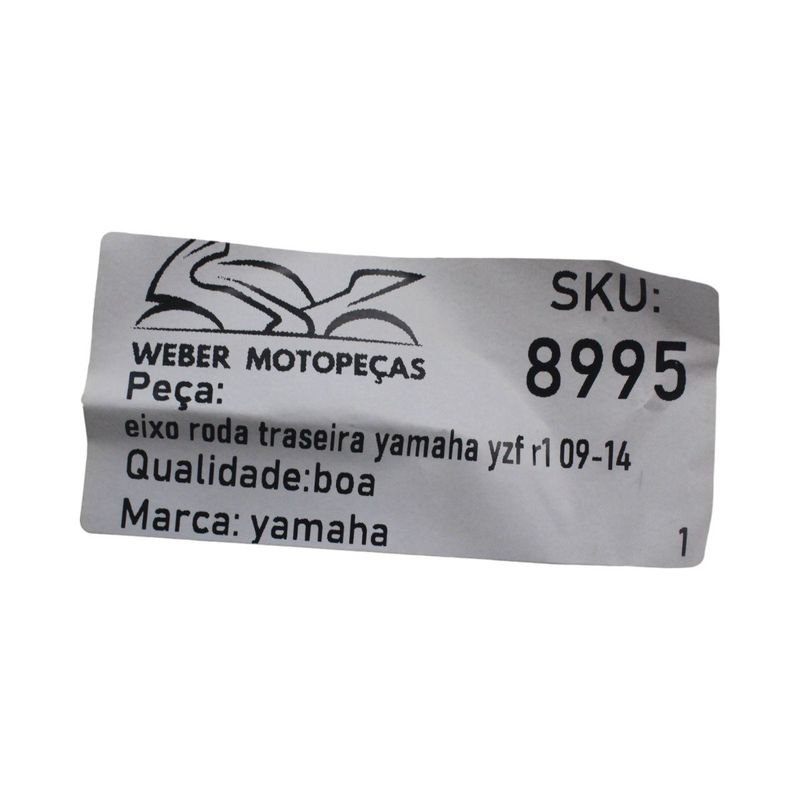 WEBER MOTOPEÇAS
SKU:
8995
Peça:
eixo roda traseira yamaha yzf r1 09-14
Qualidade:boa
Marca: yamaha
1